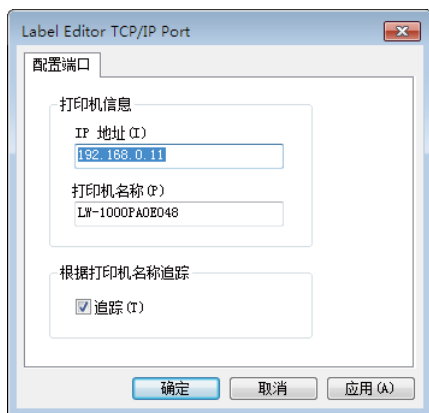 Label Editor TCP/IP Port
配置端口
打印机信息
IP 地址(I)
192.168.0.11
打印机名称(P)
LW-1000PA0E048
根据打印机名称追踪
追踪(T)
确定 取消 应用(A)